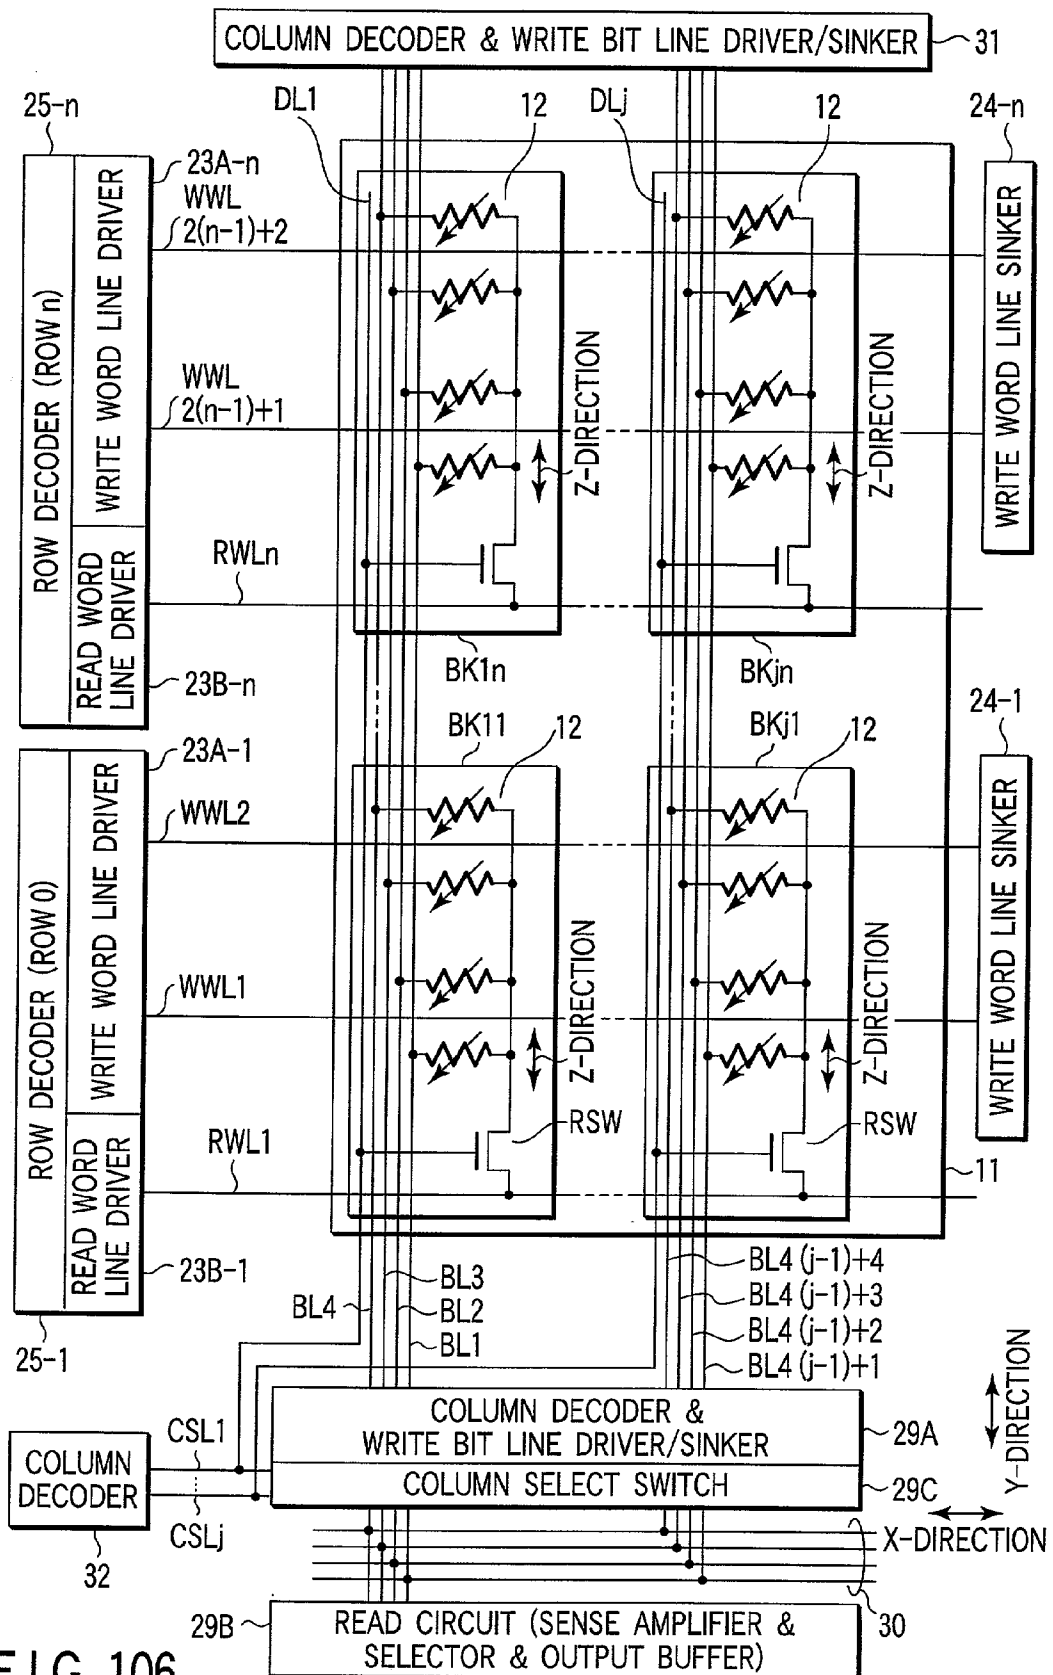 COLUMN DECODER & WRITE BIT LINE DRIVER/SINKER
31
25-n
DL1
12
DLj
12
24-n
23A-n
WWL
2(n-1)+2
ROW DECODER (ROW n)
WRITE WORD LINE DRIVER
WRITE WORD LINE SINKER
WWL
2(n-1)+1
Z-DIRECTION
Z-DIRECTION
RWLn
READ WORD
LINE DRIVER
23B-n
BK1n
BKjn
24-1
23A-1
BK11
12
BKj1
12
WWL2
ROW DECODER (ROW 0)
WRITE WORD LINE DRIVER
WRITE WORD LINE SINKER
WWL1
Z-DIRECTION
Z-DIRECTION
RSW
RSW
RWL1
READ WORD
LINE DRIVER
11
23B-1
25-1
BL4
BL3
BL2
BL1
BL4(j-1)+4
BL4(j-1)+3
BL4(j-1)+2
BL4(j-1)+1
Y-DIRECTION
COLUMN DECODER &
WRITE BIT LINE DRIVER/SINKER
29A
COLUMN SELECT SWITCH
29C
COLUMN
DECODER
CSL1
CSLj
32
X-DIRECTION
30
29B
READ CIRCUIT (SENSE AMPLIFIER &
SELECTOR & OUTPUT BUFFER)
FIG. 106